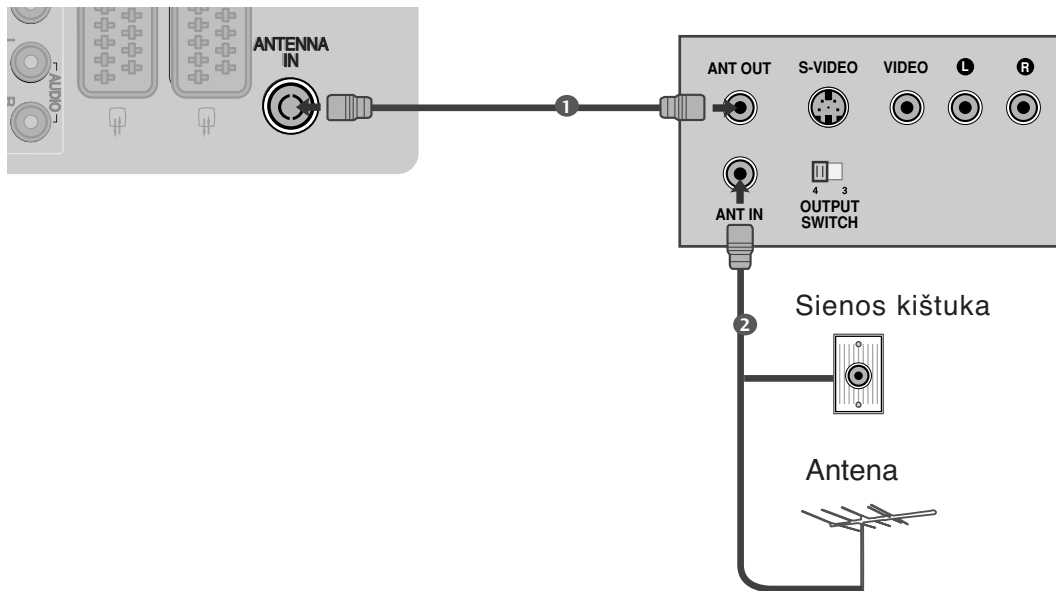 L
R
AUDIO
ANTENNA
IN
1
ANT OUT
S-VIDEO
VIDEO
L
R
ANT IN
4
3
OUTPUT
SWITCH
2
Sienos kištuka
Antena